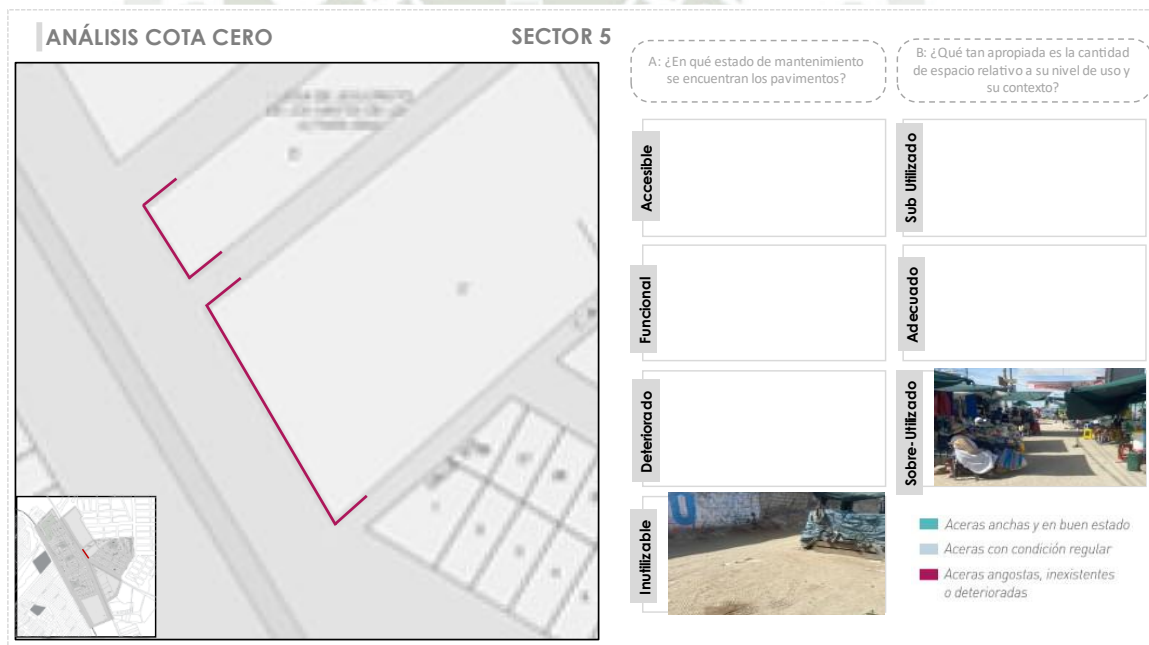 ANÁLISIS COTA CERO
SECTOR 5
A: ¿En qué estado de mantenimiento
se encuentran los pavimentos?
B: ¿Qué tan apropiada es la cantidad
de espacio relativo a su nivel de uso y
su contexto?
Accesible
Sub Utilizado
Funcional
Adecuado
Deteriorado
Sobre-Utilizado
Inutilizable
Aceras anchas y en buen estado
Aceras con condición regular
Aceras angostas, inexistentes
o deterioradas